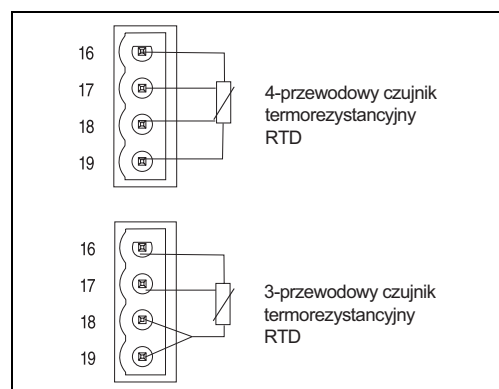 16
17
18
19
4-przewodowy czujnik
termorezystancyjny
RTD
16
17
18
19
3-przewodowy czujnik
termorezystancyjny
RTD